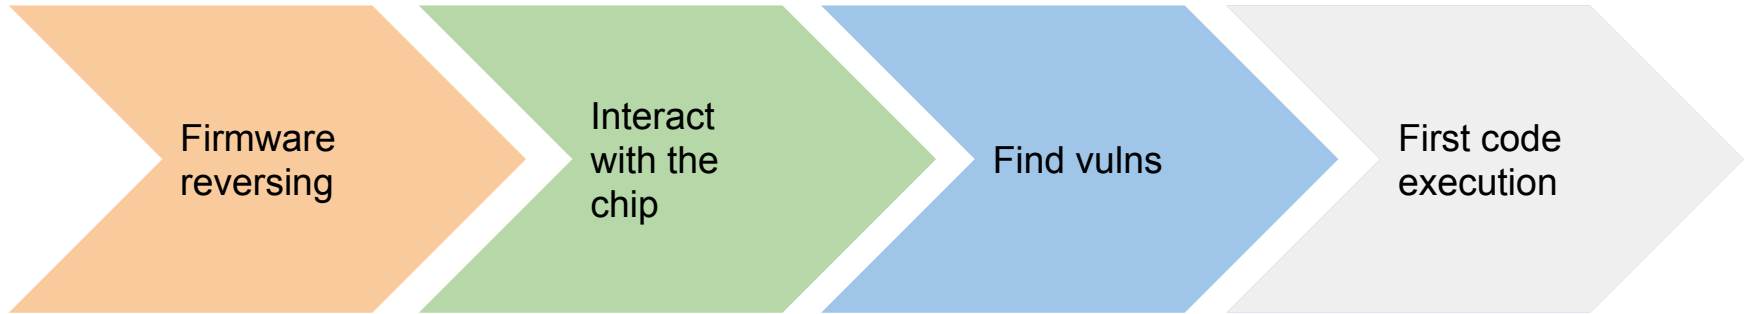 Firmware
reversing
Interact
with the
chip
Find vulns
First code
execution